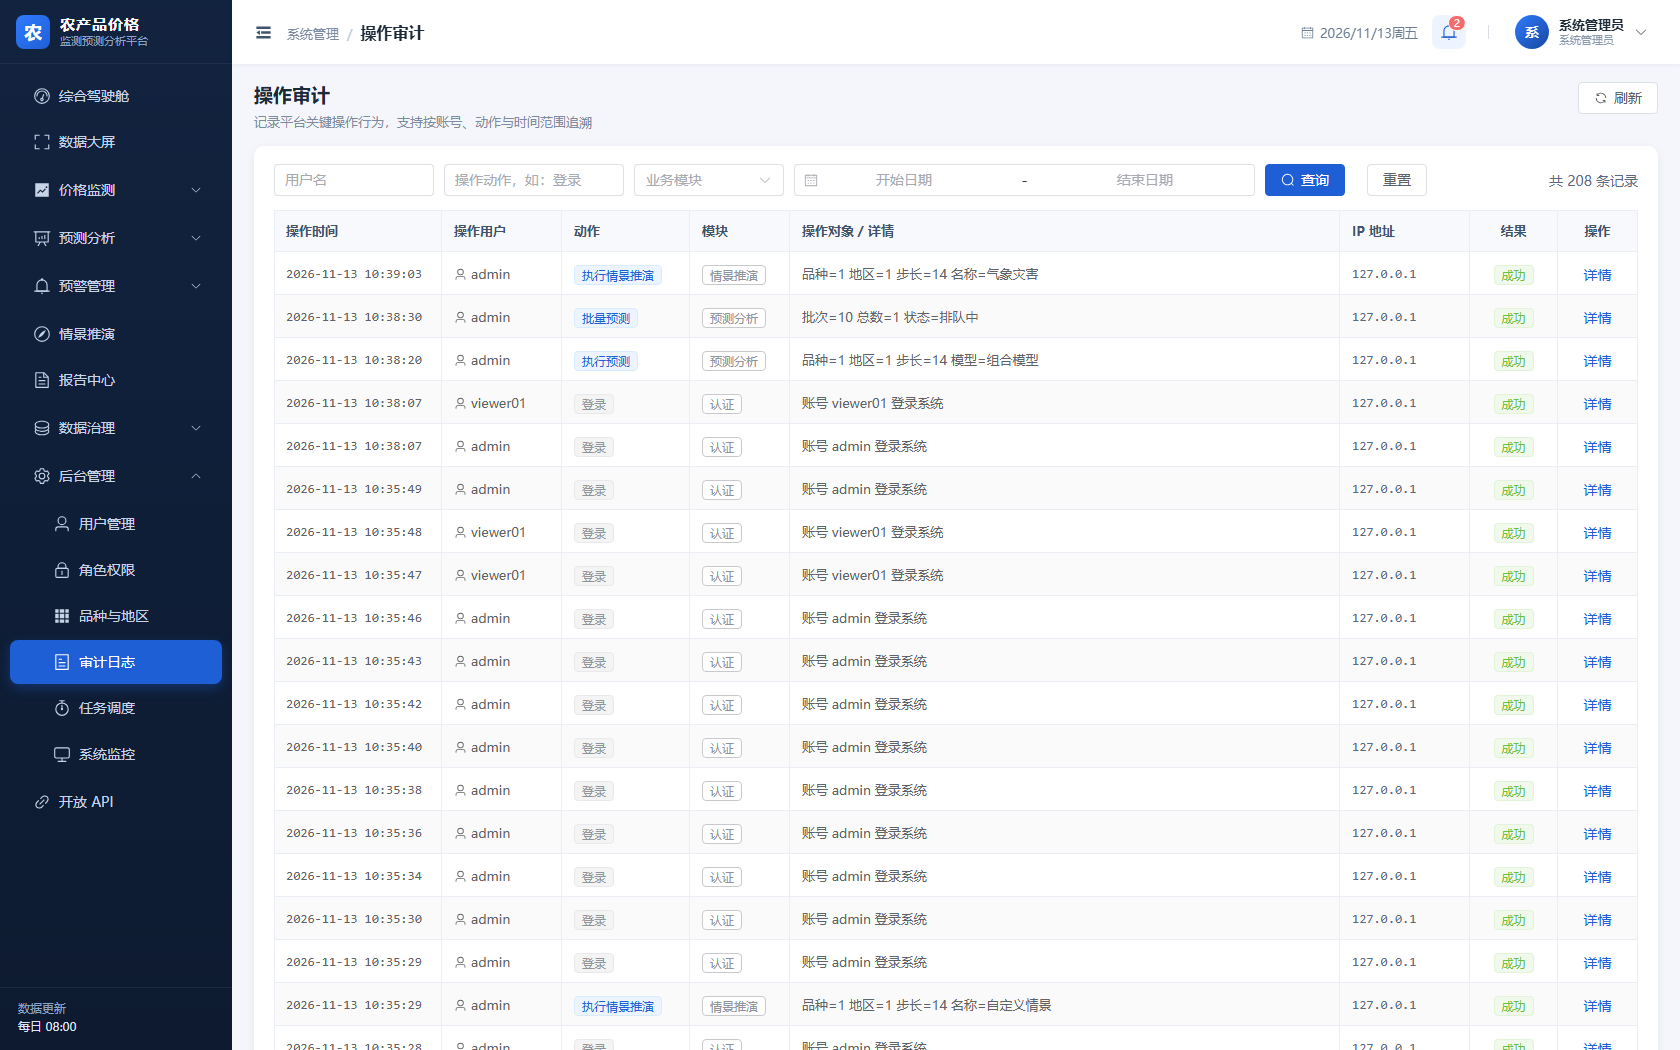 农
农产品价格
监测预测分析平台
综合驾驶舱
数据大屏
价格监测
预测分析
预警管理
情景推演
报告中心
数据治理
后台管理
用户管理
角色权限
品种与地区
审计日志
任务调度
系统监控
开放 API
数据更新
每日 08:00
系统管理 / 操作审计
2026/11/13周五
2
系
系统管理员
系统管理员
操作审计
记录平台关键操作行为，支持按账号、动作与时间范围追溯
刷新
用户名
操作动作，如：登录
业务模块
开始日期 - 结束日期
查询
重置
共 208 条记录
操作时间 操作用户 动作 模块 操作对象 / 详情 IP 地址 结果 操作
2026-11-13 10:39:03 admin 执行情景推演 情景推演 品种=1 地区=1 步长=14 名称=气象灾害 127.0.0.1 成功 详情
2026-11-13 10:38:30 admin 批量预测 预测分析 批次=10 总数=1 状态=排队中 127.0.0.1 成功 详情
2026-11-13 10:38:20 admin 执行预测 预测分析 品种=1 地区=1 步长=14 模型=组合模型 127.0.0.1 成功 详情
2026-11-13 10:38:07 viewer01 登录 认证 账号 viewer01 登录系统 127.0.0.1 成功 详情
2026-11-13 10:38:07 admin 登录 认证 账号 admin 登录系统 127.0.0.1 成功 详情
2026-11-13 10:35:49 admin 登录 认证 账号 admin 登录系统 127.0.0.1 成功 详情
2026-11-13 10:35:48 viewer01 登录 认证 账号 viewer01 登录系统 127.0.0.1 成功 详情
2026-11-13 10:35:47 viewer01 登录 认证 账号 viewer01 登录系统 127.0.0.1 成功 详情
2026-11-13 10:35:46 admin 登录 认证 账号 admin 登录系统 127.0.0.1 成功 详情
2026-11-13 10:35:43 admin 登录 认证 账号 admin 登录系统 127.0.0.1 成功 详情
2026-11-13 10:35:42 admin 登录 认证 账号 admin 登录系统 127.0.0.1 成功 详情
2026-11-13 10:35:40 admin 登录 认证 账号 admin 登录系统 127.0.0.1 成功 详情
2026-11-13 10:35:38 admin 登录 认证 账号 admin 登录系统 127.0.0.1 成功 详情
2026-11-13 10:35:36 admin 登录 认证 账号 admin 登录系统 127.0.0.1 成功 详情
2026-11-13 10:35:34 admin 登录 认证 账号 admin 登录系统 127.0.0.1 成功 详情
2026-11-13 10:35:30 admin 登录 认证 账号 admin 登录系统 127.0.0.1 成功 详情
2026-11-13 10:35:29 admin 登录 认证 账号 admin 登录系统 127.0.0.1 成功 详情
2026-11-13 10:35:29 admin 执行情景推演 情景推演 品种=1 地区=1 步长=14 名称=自定义情景 127.0.0.1 成功 详情
2026-11-13 10:35:28 admin 登录 认证 账号 admin 登录系统 127.0.0.1 成功 详情